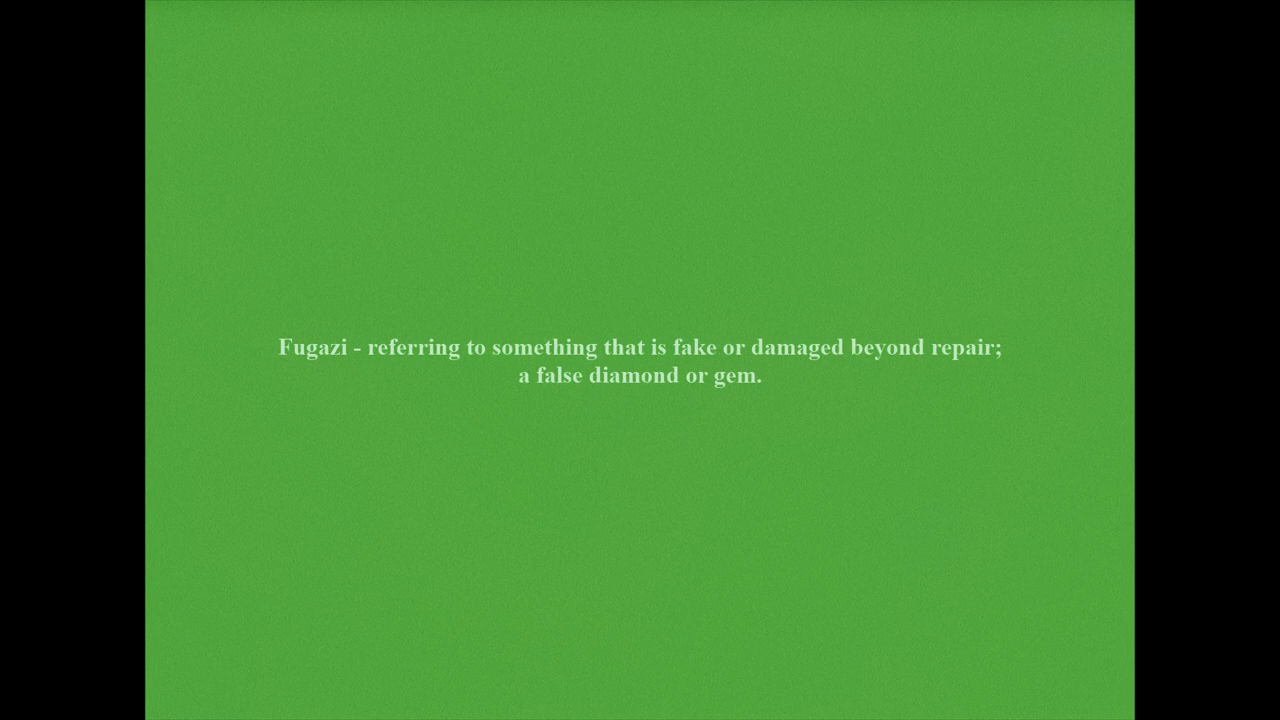 Fugazi - referring to something that is fake or damaged beyond repair;
a false diamond or gem.